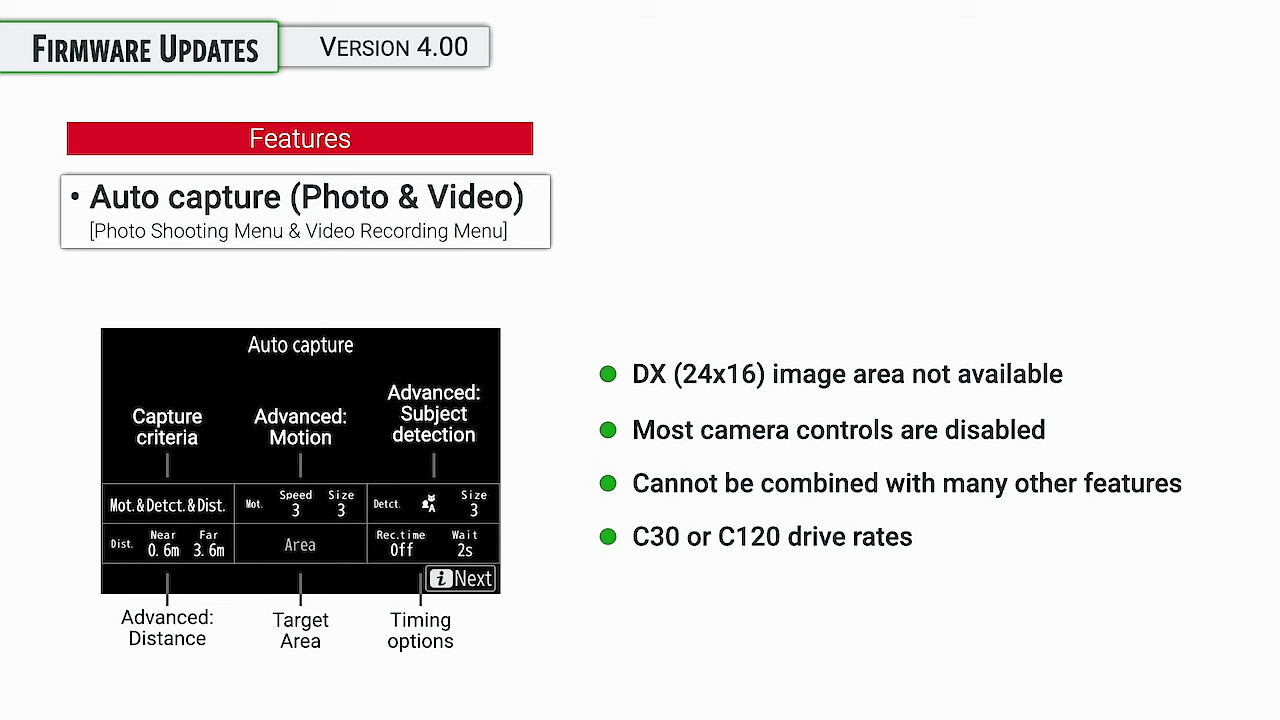 FIRMWARE UPDATES
VERSION 4.00
Features
• Auto capture (Photo & Video)
[Photo Shooting Menu & Video Recording Menu]
Auto capture
Capture
criteria
Advanced:
Motion
Advanced:
Subject
detection
Mot.&Detct.&Dist.
Mot.
Speed
3
Size
3
Detct.
A
Size
3
Dist.
Near
0.6m
Far
3.6m
Area
Rec.time
Off
Wait
2s
i Next
Advanced:
Distance
Target
Area
Timing
options
DX (24x16) image area not available
Most camera controls are disabled
Cannot be combined with many other features
C30 or C120 drive rates